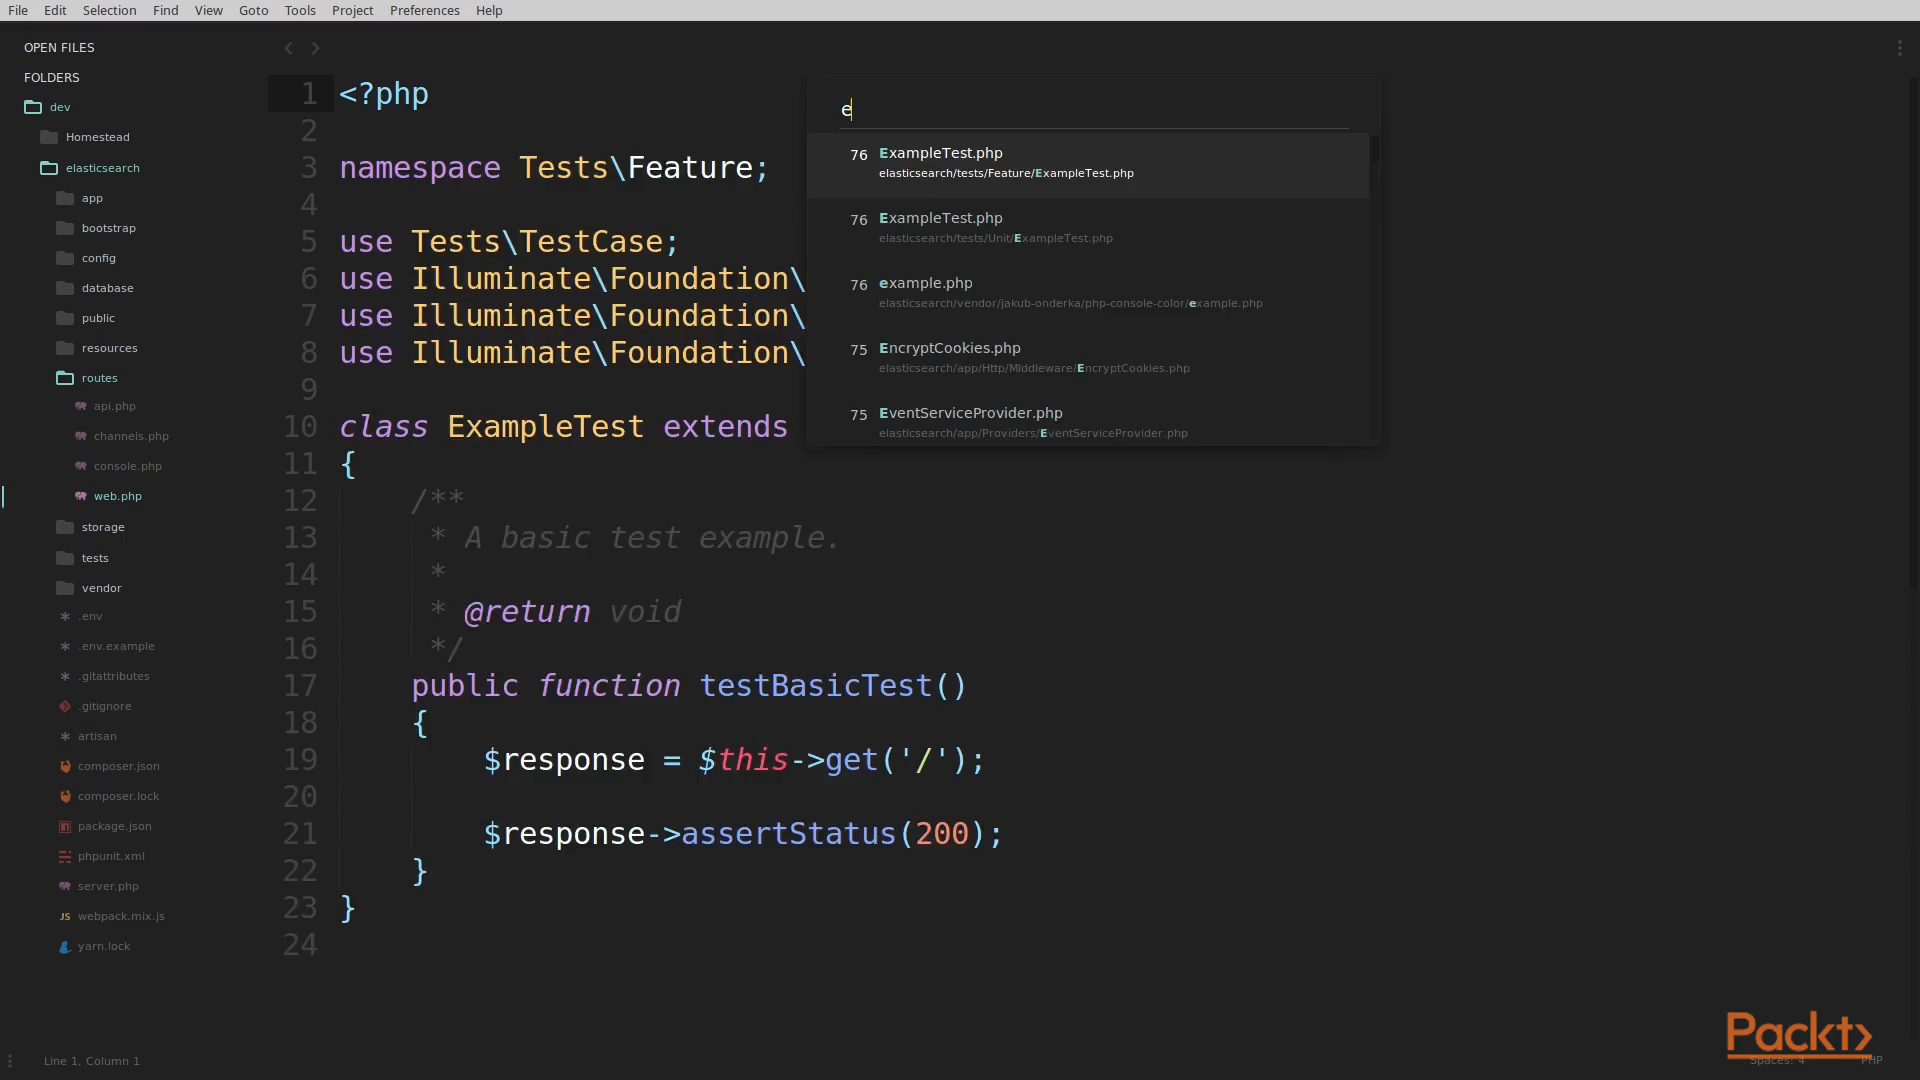 File Edit Selection Find View Goto Tools Project Preferences Help
OPEN FILES
FOLDERS
dev
Homestead
elasticsearch
app
bootstrap
config
database
public
resources
routes
api.php
channels.php
console.php
web.php
storage
tests
vendor
.env
.env.example
.gitattributes
.gitignore
artisan
composer.json
composer.lock
package.json
phpunit.xml
server.php
JS webpack.mix.js
yarn.lock
1 <?php
2
3 namespace Tests\Feature;
4
5 use Tests\TestCase;
6 use Illuminate\Foundation\
7 use Illuminate\Foundation\
8 use Illuminate\Foundation\
9
10 class ExampleTest extends
11 {
12 /**
13 * A basic test example.
14 *
15 * @return void
16 */
17 public function testBasicTest()
18 {
19 $response = $this->get('/');
20
21 $response->assertStatus(200);
22 }
23 }
24
e
76 ExampleTest.php
elasticsearch/tests/Feature/ExampleTest.php
76 ExampleTest.php
elasticsearch/tests/Unit/ExampleTest.php
76 example.php
elasticsearch/vendor/jakub-onderka/php-console-color/example.php
75 EncryptCookies.php
elasticsearch/app/Http/Middleware/EncryptCookies.php
75 EventServiceProvider.php
elasticsearch/app/Providers/EventServiceProvider.php
Packt>
Line 1, Column 1
Spaces: 4 PHP